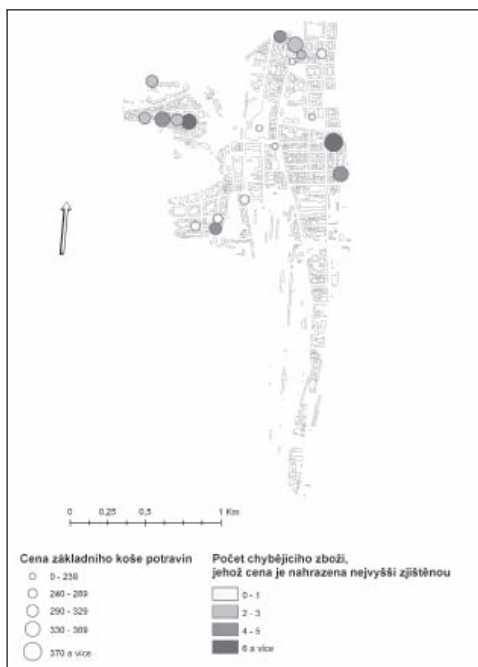 0 0,25 0,5 1 Km
Cena základního koše potravin
0 - 239
240 - 289
290 - 329
330 - 369
370 a více
Počet chybějícího zboží,
jehož cena je nahrazena nejvyšší zjištěnou
0 - 1
2 - 3
4 - 5
6 a více